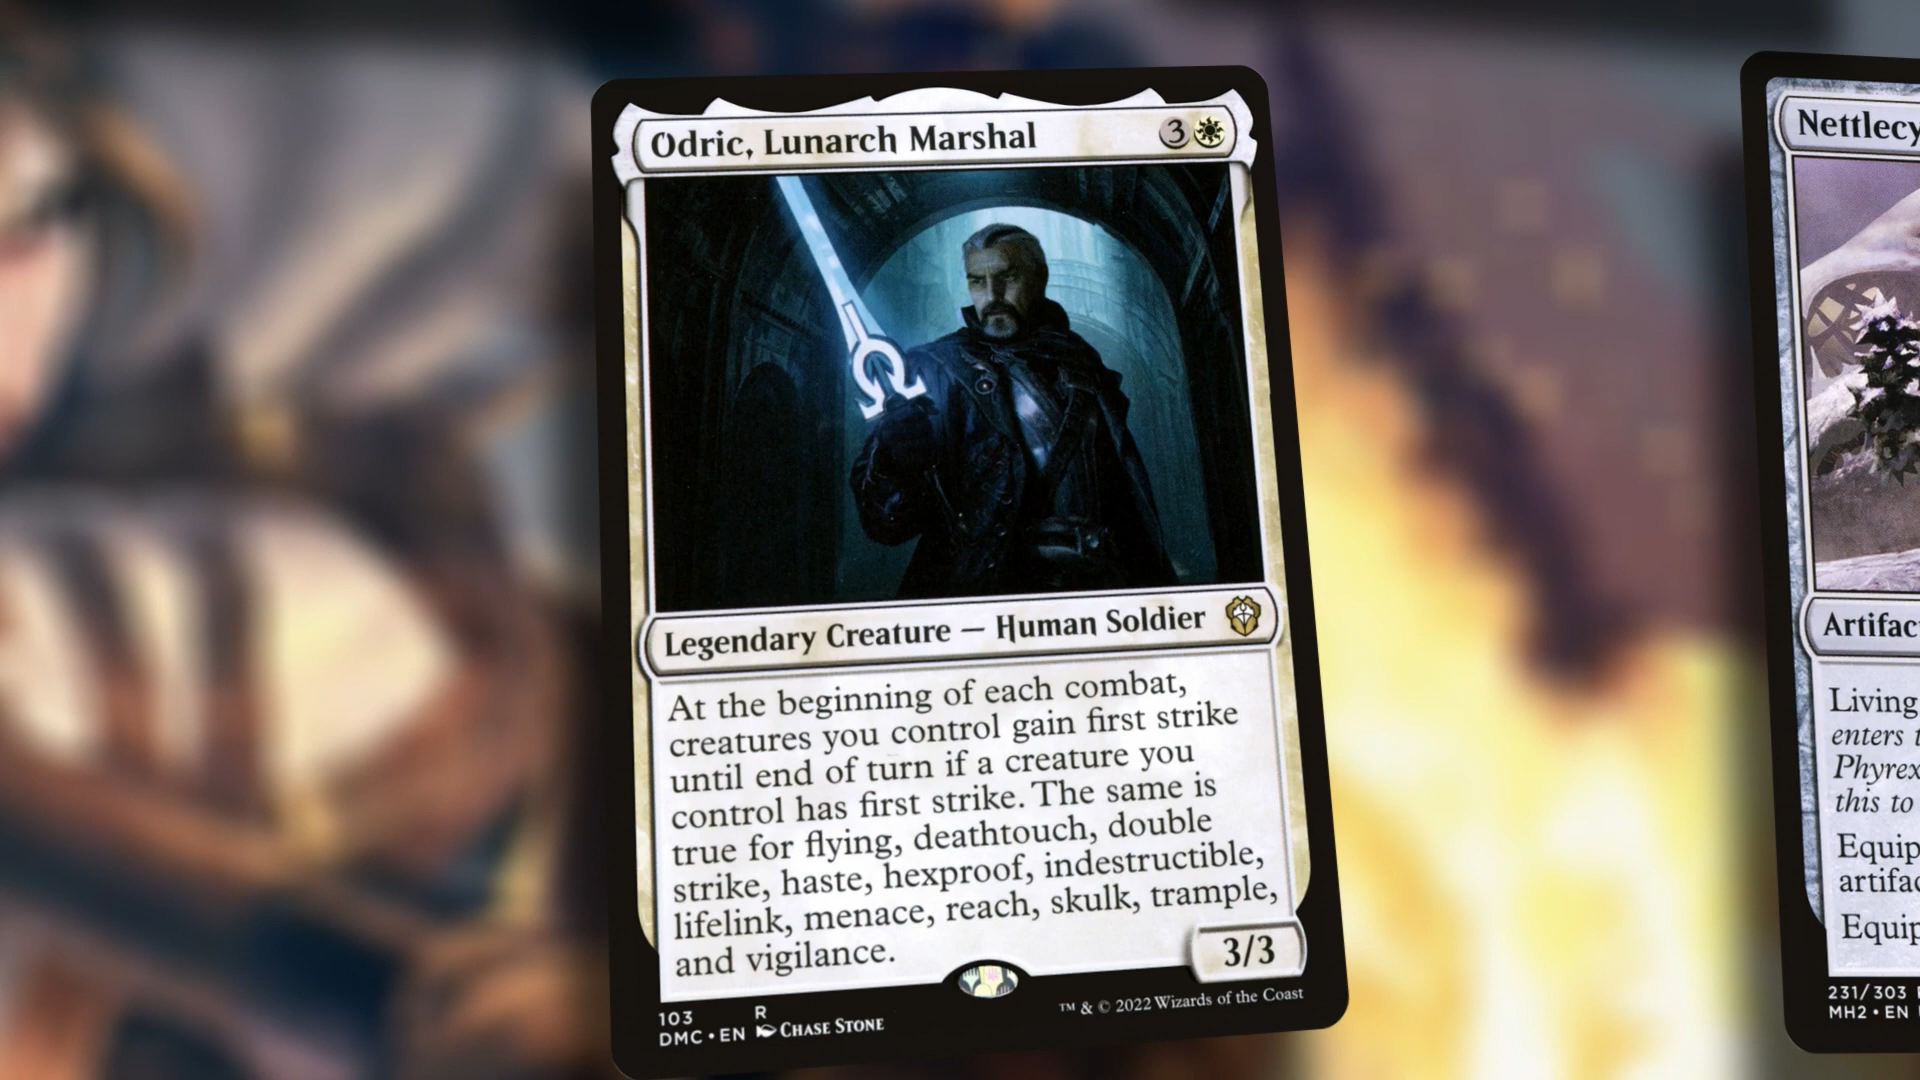 Odric, Lunarch Marshal 3
Legendary Creature — Human Soldier
At the beginning of each combat,
creatures you control gain first strike
until end of turn if a creature you
control has first strike. The same is
true for flying, deathtouch, double
strike, haste, hexproof, indestructible,
lifelink, menace, reach, skulk, trample,
and vigilance.
3/3
103 R
DMC • EN CHASE STONE
™ & © 2022 Wizards of the Coast
Living
enters
Phyrex
this to
Equip
artifac
Equip
231/303
MH2 • EN